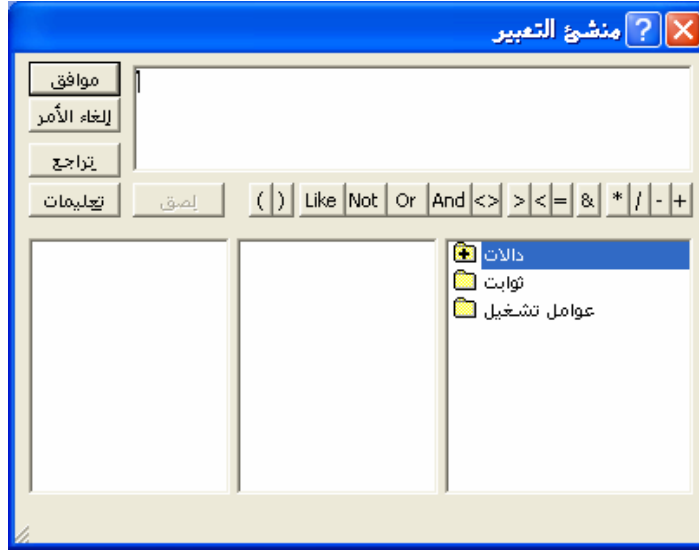 منشئ التعبير
موافق
إلغاء الأمر
تراجع
تعليمات
لصق
+ - / * & = < > <> And Or Not Like ) (
دالات
ثوابت
عوامل تشغيل